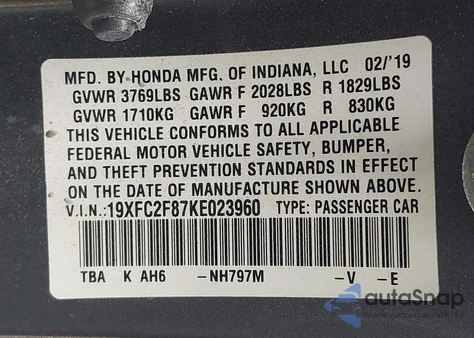 MFD. BY HONDA MFG. OF INDIANA, LLC 02/'19
GVWR 3769LBS GAWR F 2028LBS R 1829LBS
GVWR 1710KG GAWR F 920KG R 830KG
THIS VEHICLE CONFORMS TO ALL APPLICABLE
FEDERAL MOTOR VEHICLE SAFETY, BUMPER,
AND THEFT PREVENTION STANDARDS IN EFFECT
ON THE DATE OF MANUFACTURE SHOWN ABOVE.
V.I.N.:19XFC2F87KE023960 TYPE: PASSENGER CAR
TBA K AH6 -NH797M -V -E
autoSnap